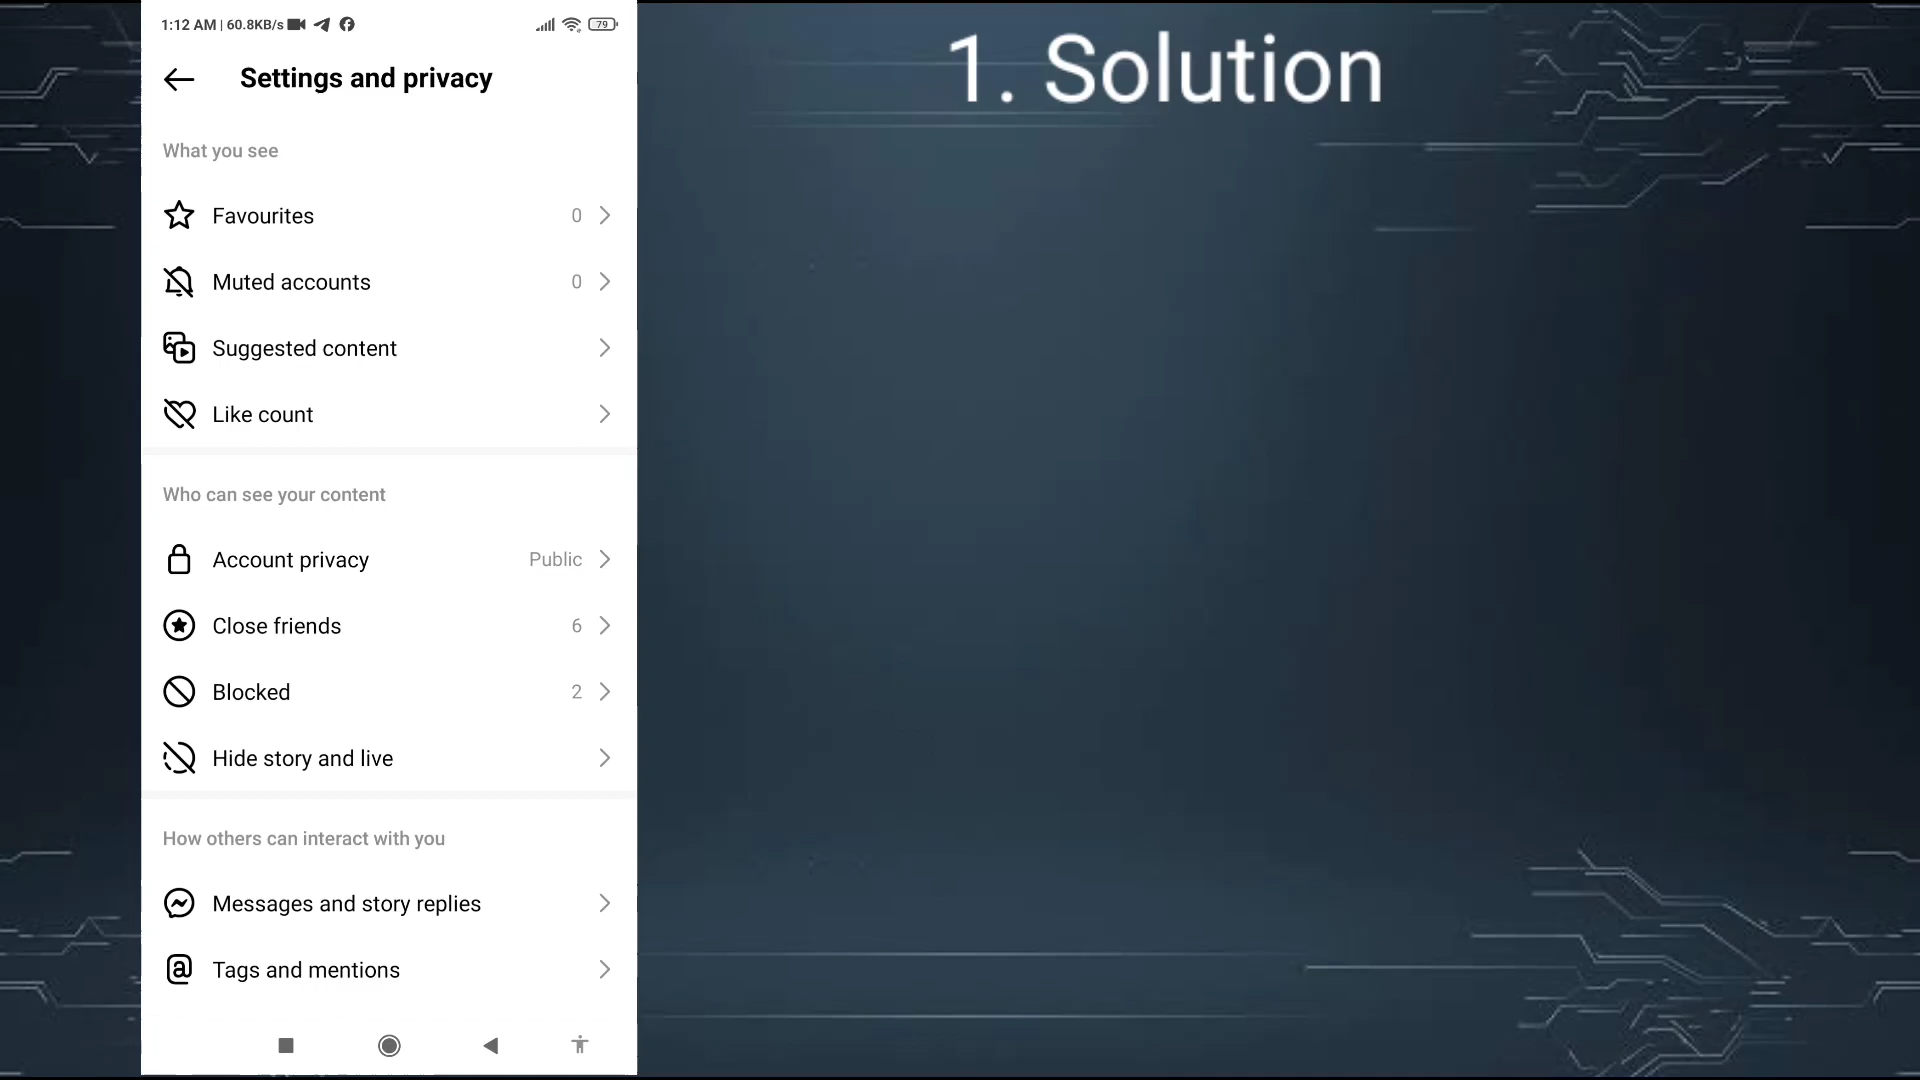 1:12 AM | 60.8KB/s
79
Settings and privacy
1. Solution
What you see
Favourites 0
Muted accounts 0
Suggested content
Like count
Who can see your content
Account privacy Public
Close friends 6
Blocked 2
Hide story and live
How others can interact with you
Messages and story replies
Tags and mentions